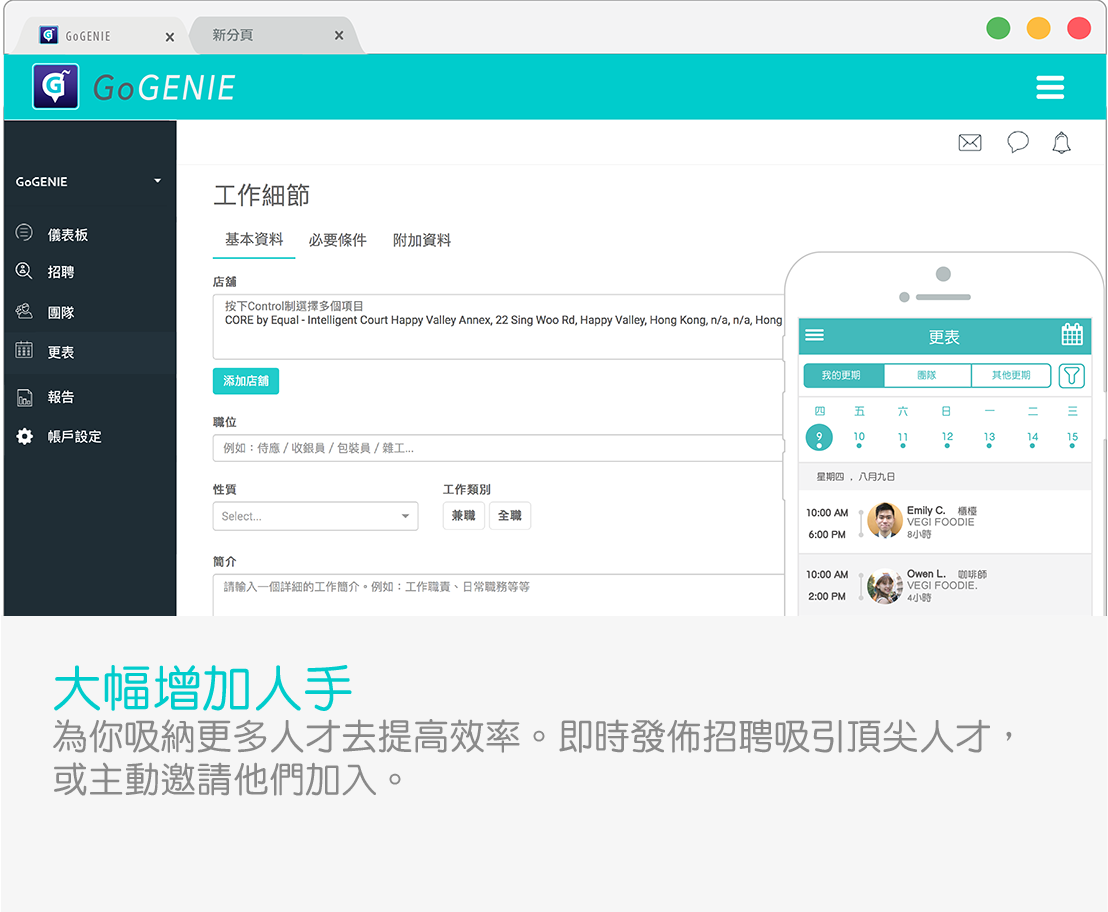 GoGENIE
新分頁
GoGENIE
GoGENIE
儀表板
招聘
團隊
更表
報告
帳戶設定
工作細節
基本資料 必要條件 附加資料
店舖
按下Control制選擇多個項目
CORE by Equal - Intelligent Court Happy Valley Annex, 22 Sing Woo Rd, Happy Valley, Hong Kong, n/a, n/a, Hong
添加店舖
職位
例如：侍應 / 收銀員 / 包裝員 / 雜工...
性質 工作類別
Select... 兼職 全職
簡介
請輸入一個詳細的工作簡介。例如：工作職責、日常職務等等
更表
我的更期 團隊 其他更期
四 五 六 日 一 二 三
9 10 11 12 13 14 15
星期四 , 八月九日
10:00 AM Emily C. 櫃檯
VEGI FOODIE
6:00 PM 8小時
10:00 AM Owen L. 咖啡師
VEGI FOODIE.
2:00 PM 4小時
大幅增加人手
為你吸納更多人才去提高效率。即時發佈招聘吸引頂尖人才，
或主動邀請他們加入。